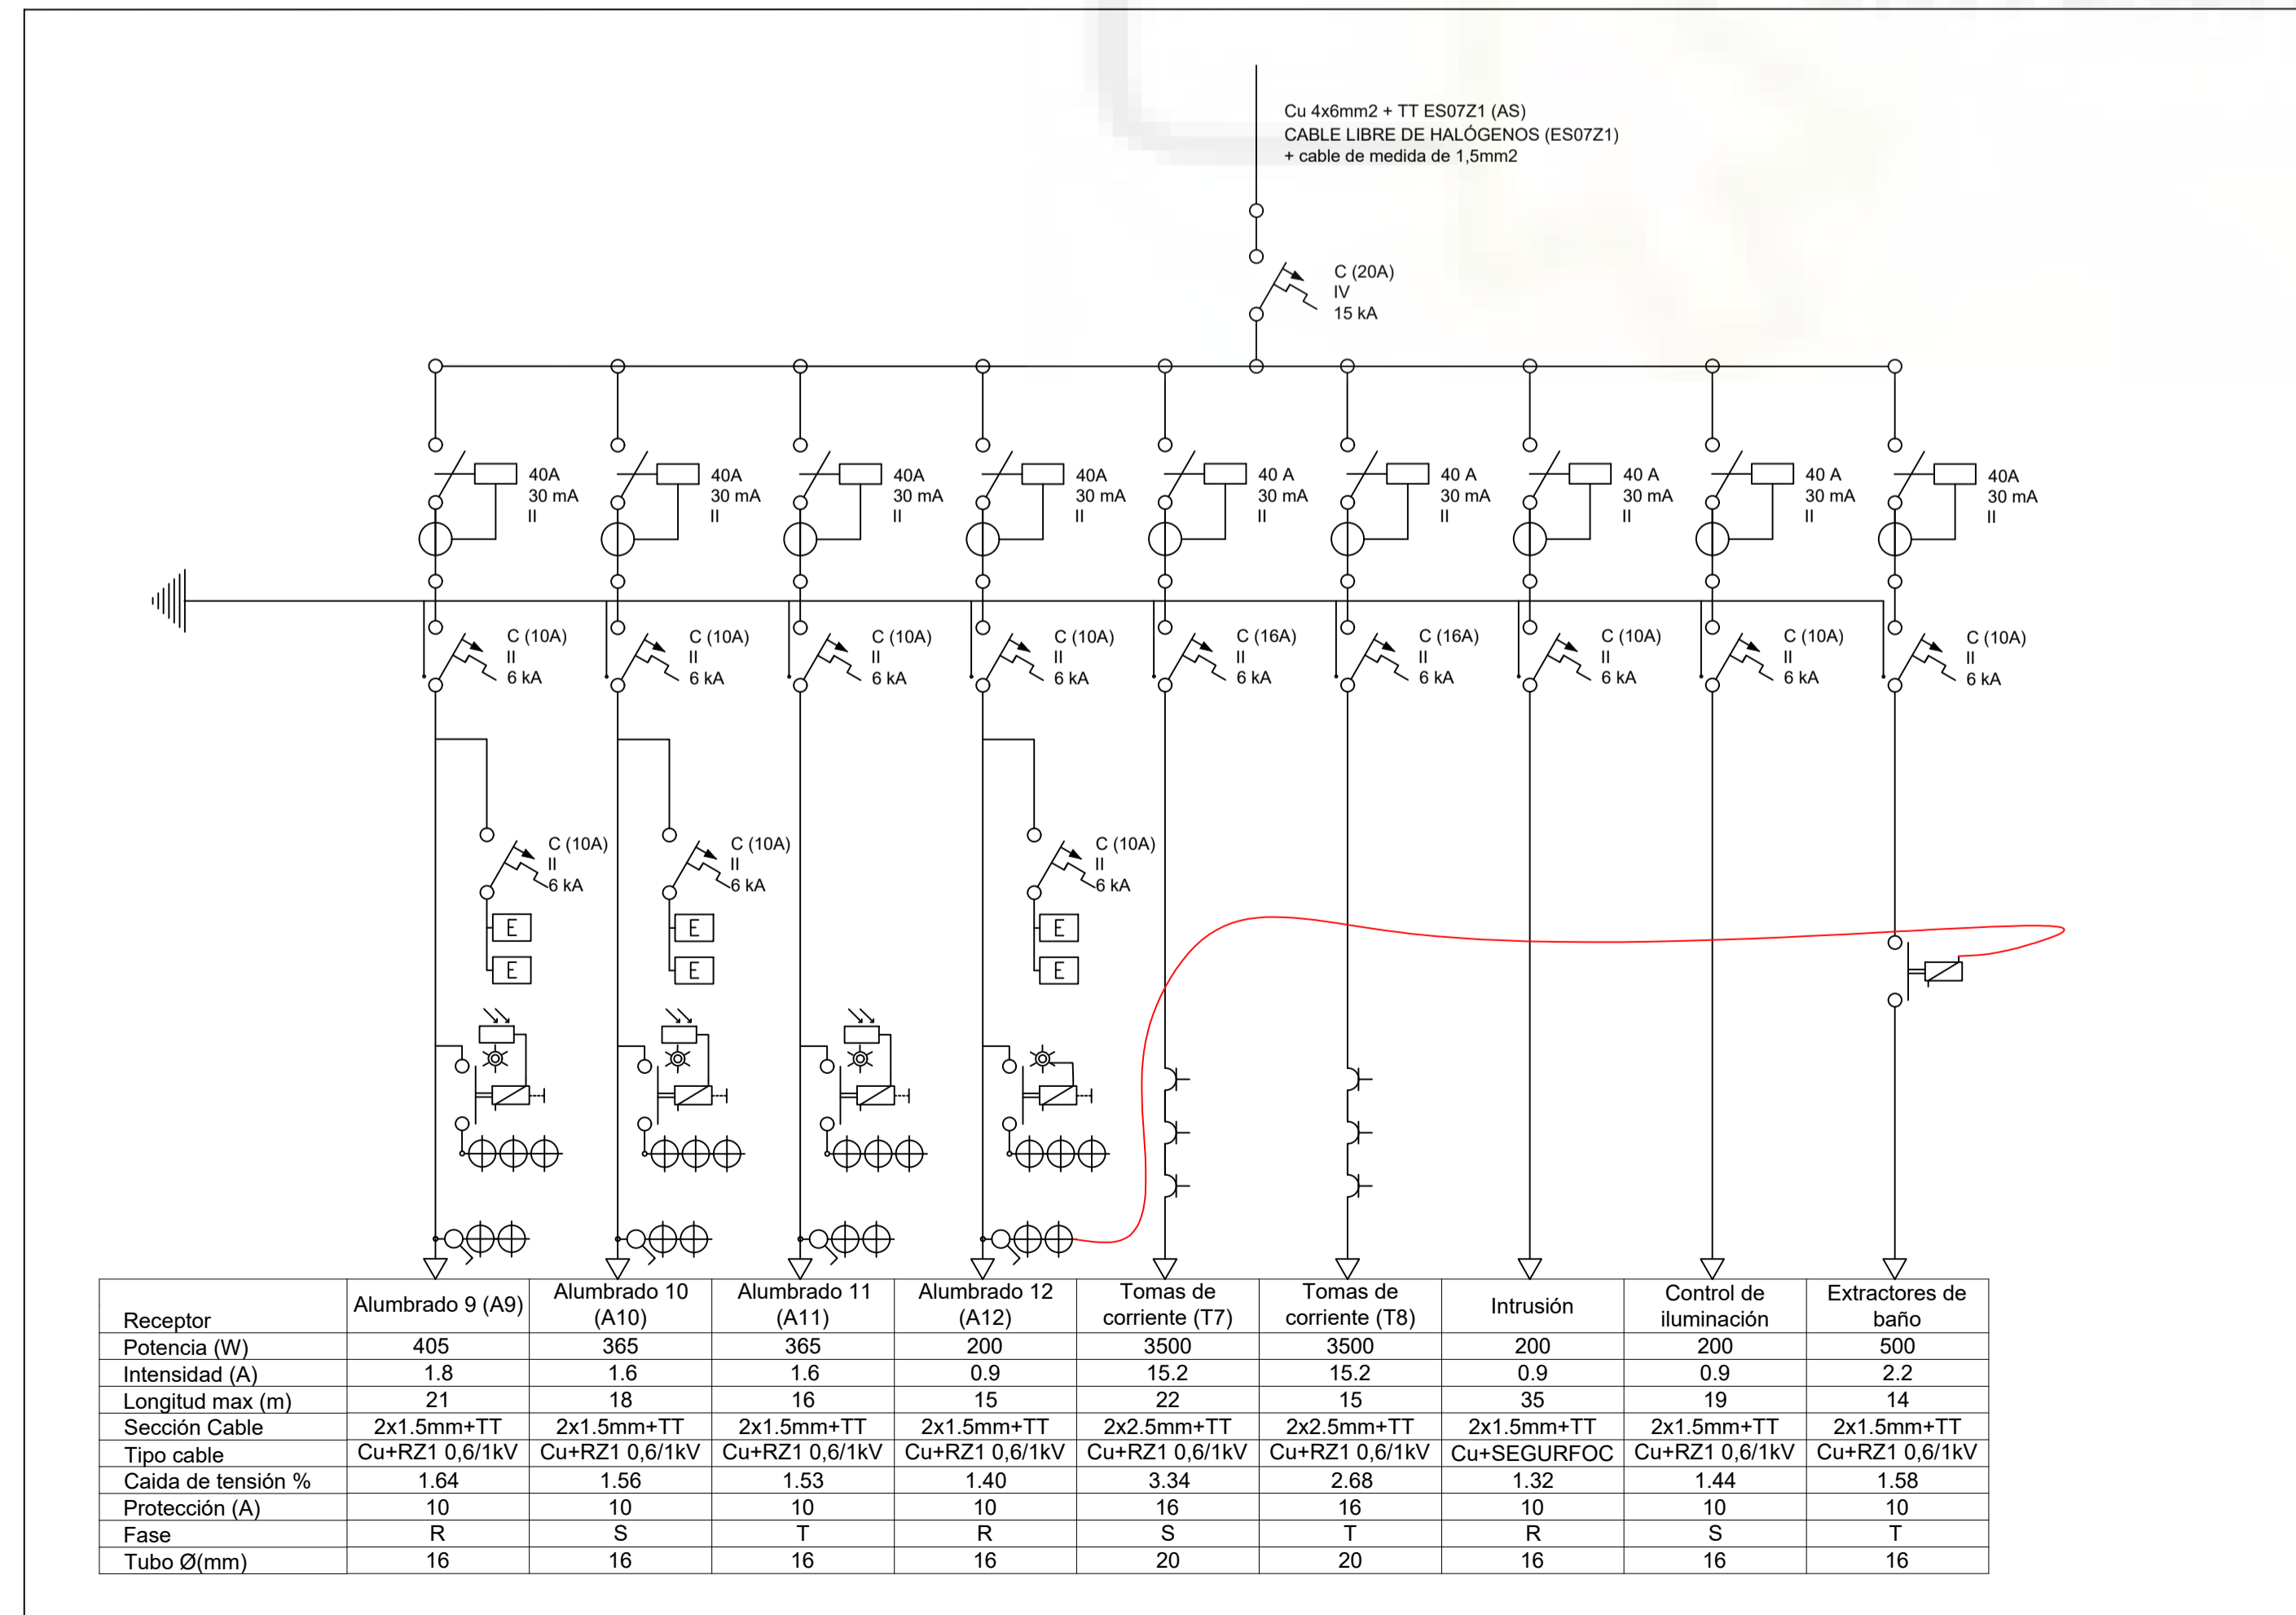 Cu 4x6mm2 + TT ES07Z1 (AS)
CABLE LIBRE DE HALÓGENOS (ES07Z1)
+ cable de medida de 1,5mm2
C (20A)
IV
15 kA
40A
30 mA
II
40A
30 mA
II
40A
30 mA
II
40A
30 mA
II
40 A
30 mA
II
40 A
30 mA
II
40 A
30 mA
II
40 A
30 mA
II
40A
30 mA
II
C (10A)
II
6 kA
C (10A)
II
6 kA
C (10A)
II
6 kA
C (10A)
II
6 kA
C (16A)
II
6 kA
C (16A)
II
6 kA
C (10A)
II
6 kA
C (10A)
II
6 kA
C (10A)
II
6 kA
C (10A)
II
6 kA
E
E
C (10A)
II
6 kA
E
E
C (10A)
II
6 kA
E
E
Receptor Alumbrado 9 (A9) Alumbrado 10 (A10) Alumbrado 11 (A11) Alumbrado 12 (A12) Tomas de corriente (T7) Tomas de corriente (T8) Intrusión Control de iluminación Extractores de baño
Potencia (W) 405 365 365 200 3500 3500 200 200 500
Intensidad (A) 1.8 1.6 1.6 0.9 15.2 15.2 0.9 0.9 2.2
Longitud max (m) 21 18 16 15 22 15 35 19 14
Sección Cable 2x1.5mm+TT 2x1.5mm+TT 2x1.5mm+TT 2x1.5mm+TT 2x2.5mm+TT 2x2.5mm+TT 2x1.5mm+TT 2x1.5mm+TT 2x1.5mm+TT
Tipo cable Cu+RZ1 0,6/1kV Cu+RZ1 0,6/1kV Cu+RZ1 0,6/1kV Cu+RZ1 0,6/1kV Cu+RZ1 0,6/1kV Cu+RZ1 0,6/1kV Cu+SEGURFOC Cu+RZ1 0,6/1kV Cu+RZ1 0,6/1kV
Caida de tensión % 1.64 1.56 1.53 1.40 3.34 2.68 1.32 1.44 1.58
Protección (A) 10 10 10 10 16 16 10 10 10
Fase R S T R S T R S T
Tubo Ø(mm) 16 16 16 16 20 20 16 16 16